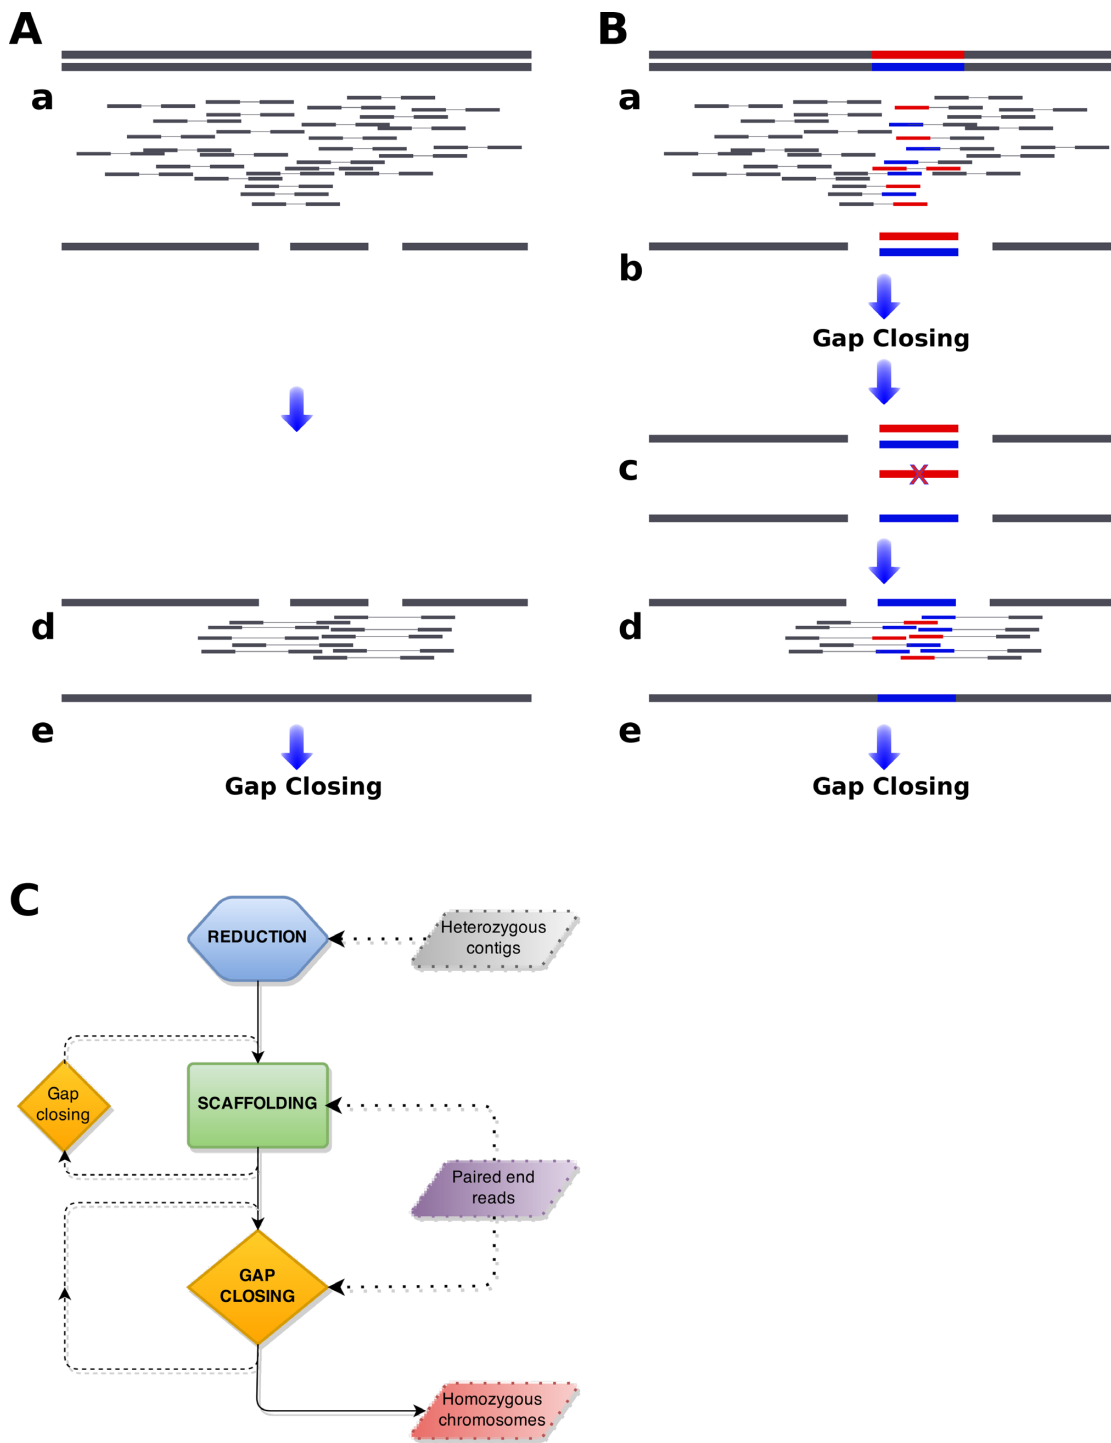 A
a
d
e
Gap Closing
B
a
b
Gap Closing
c
X
d
e
Gap Closing
C
REDUCTION
Heterozygous
contigs
Gap
closing
SCAFFOLDING
Paired end
reads
GAP
CLOSING
Homozygous
chromosomes